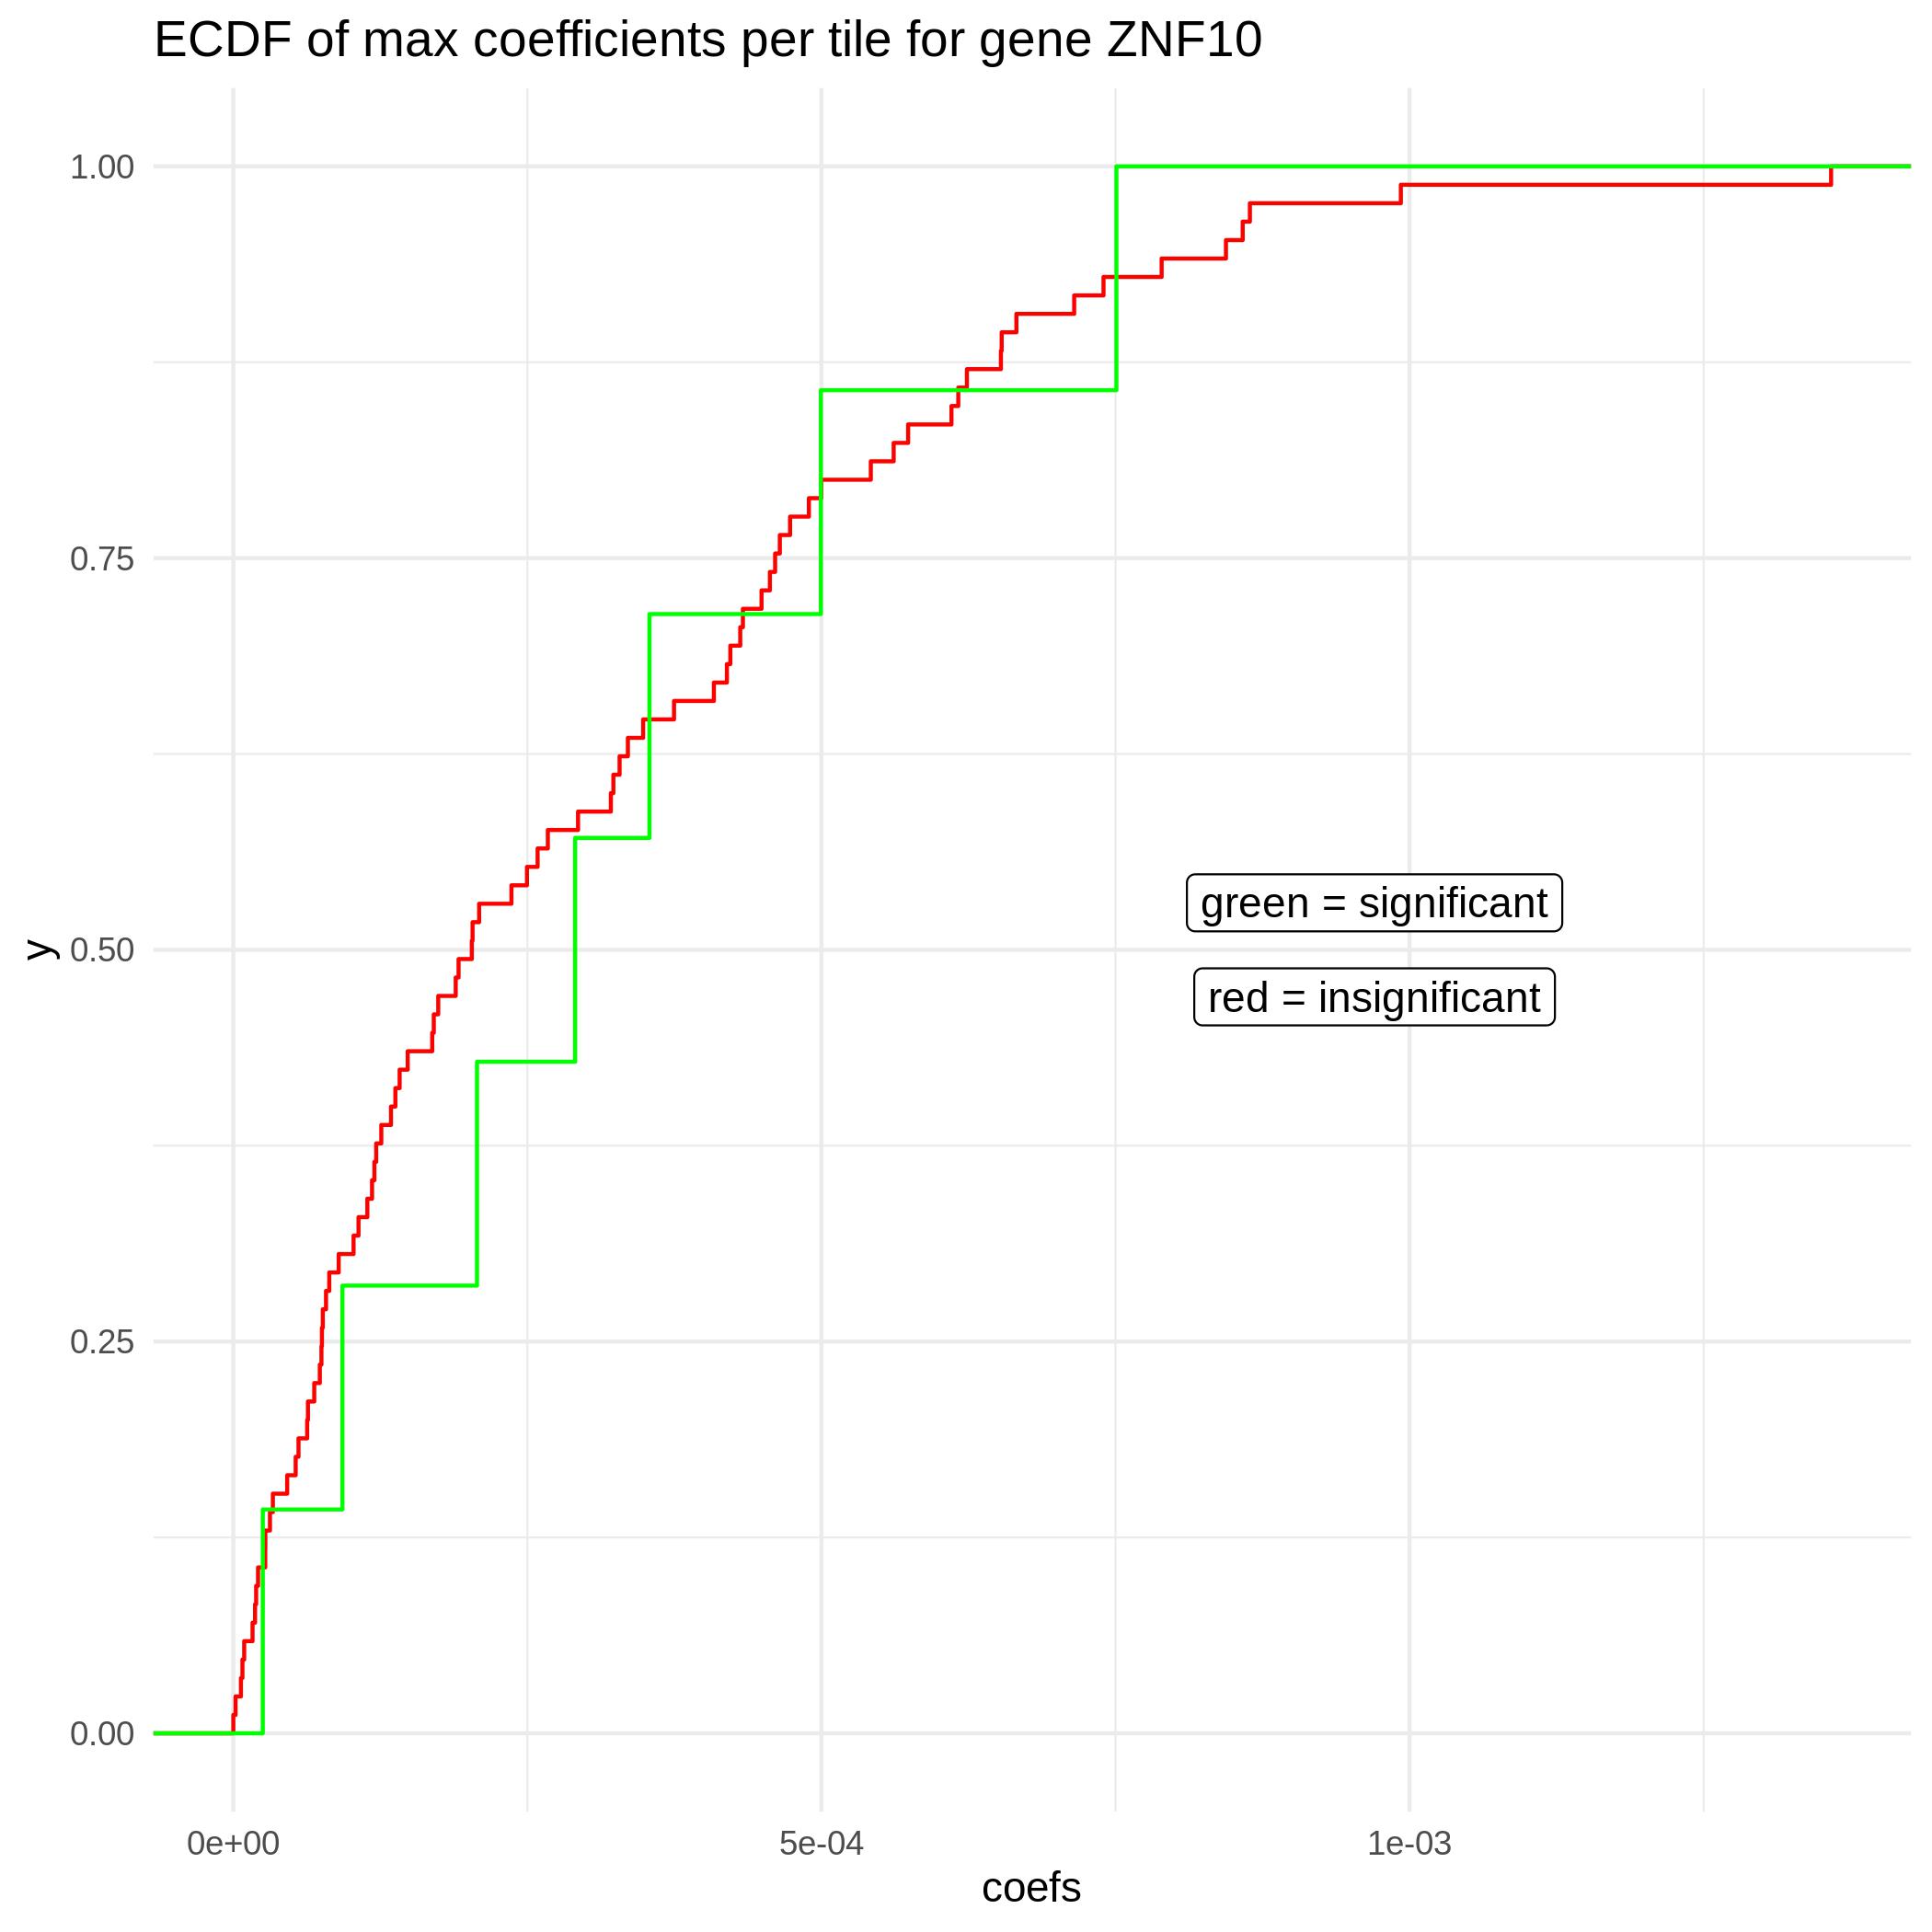 ECDF of max coefficients per tile for gene ZNF10
1.00
0.75
0.50
0.25
0.00
y
green = significant
red = insignificant
0e+00
5e-04
1e-03
coefs